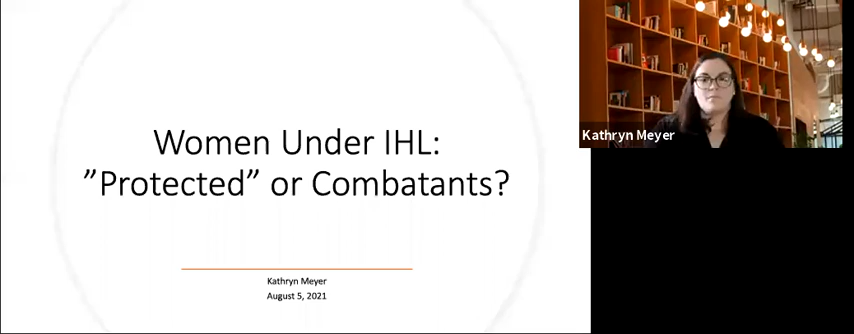 Women Under IHL:
”Protected” or Combatants?
Kathryn Meyer
August 5, 2021
Kathryn Meyer